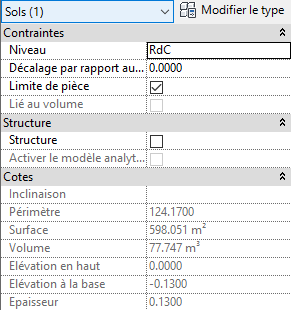 Sols (1) Modifier le type
Contraintes
Niveau RdC
Décalage par rapport au... 0.0000
Limite de pièce
Lié au volume
Structure
Structure
Activer le modèle analyt...
Cotes
Inclinaison
Périmètre 124.1700
Surface 598.051 m²
Volume 77.747 m³
Elévation en haut 0.0000
Elévation à la base -0.1300
Epaisseur 0.1300